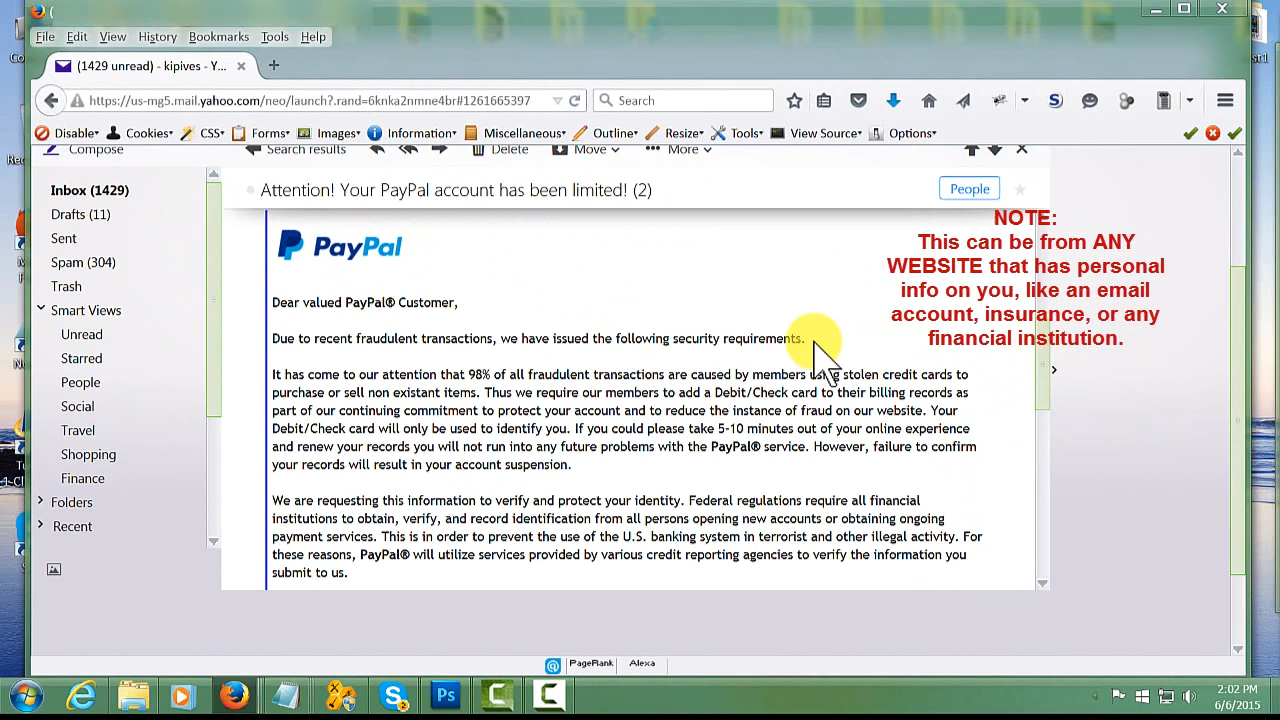 (
File Edit View History Bookmarks Tools Help
(1429 unread) - kipives - Y... × +
https://us-mg5.mail.yahoo.com/neo/launch?.rand=6knka2nmne4br#1261665397 Search
Disable Cookies CSS Forms Images Information Miscellaneous Outline Resize Tools View Source Options
Compose Search results Delete Move More
Inbox (1429)
Drafts (11)
Sent
Spam (304)
Trash
Smart Views
Unread
Starred
People
Social
Travel
Shopping
Finance
Folders
Recent
Attention! Your PayPal account has been limited! (2) People
PayPal
Dear valued PayPal® Customer,
Due to recent fraudulent transactions, we have issued the following security requirements.
It has come to our attention that 98% of all fraudulent transactions are caused by members using stolen credit cards to
purchase or sell non existant items. Thus we require our members to add a Debit/Check card to their billing records as
part of our continuing commitment to protect your account and to reduce the instance of fraud on our website. Your
Debit/Check card will only be used to identify you. If you could please take 5-10 minutes out of your online experience
and renew your records you will not run into any future problems with the PayPal® service. However, failure to confirm
your records will result in your account suspension.
We are requesting this information to verify and protect your identity. Federal regulations require all financial
institutions to obtain, verify, and record identification from all persons opening new accounts or obtaining ongoing
payment services. This is in order to prevent the use of the U.S. banking system in terrorist and other illegal activity. For
these reasons, PayPal® will utilize services provided by various credit reporting agencies to verify the information you
submit to us.
NOTE:
This can be from ANY
WEBSITE that has personal
info on you, like an email
account, insurance, or any
financial institution.
PageRank Alexa
Ps
2:02 PM
6/6/2015